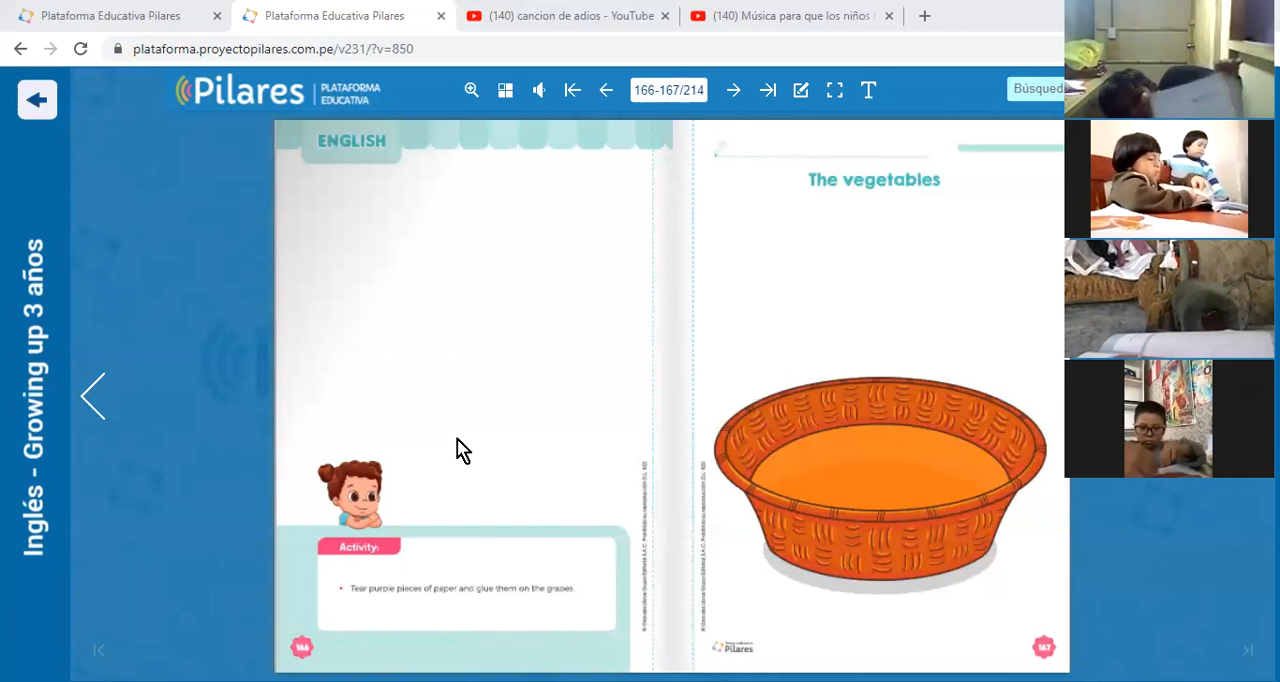 Plataforma Educativa Pilares
Plataforma Educativa Pilares
(140) cancion de adios - YouTube
(140) Música para que los niños
plataforma.proyectopilares.com.pe/v231/?v=850
Pilares
PLATAFORMA
EDUCATIVA
166-167/214
T
Búsqued
Inglés - Growing up 3 años
ENGLISH
The vegetables
Activity:
• Tear purple pieces of paper and glue them on the grapes.
166
Pilares
167